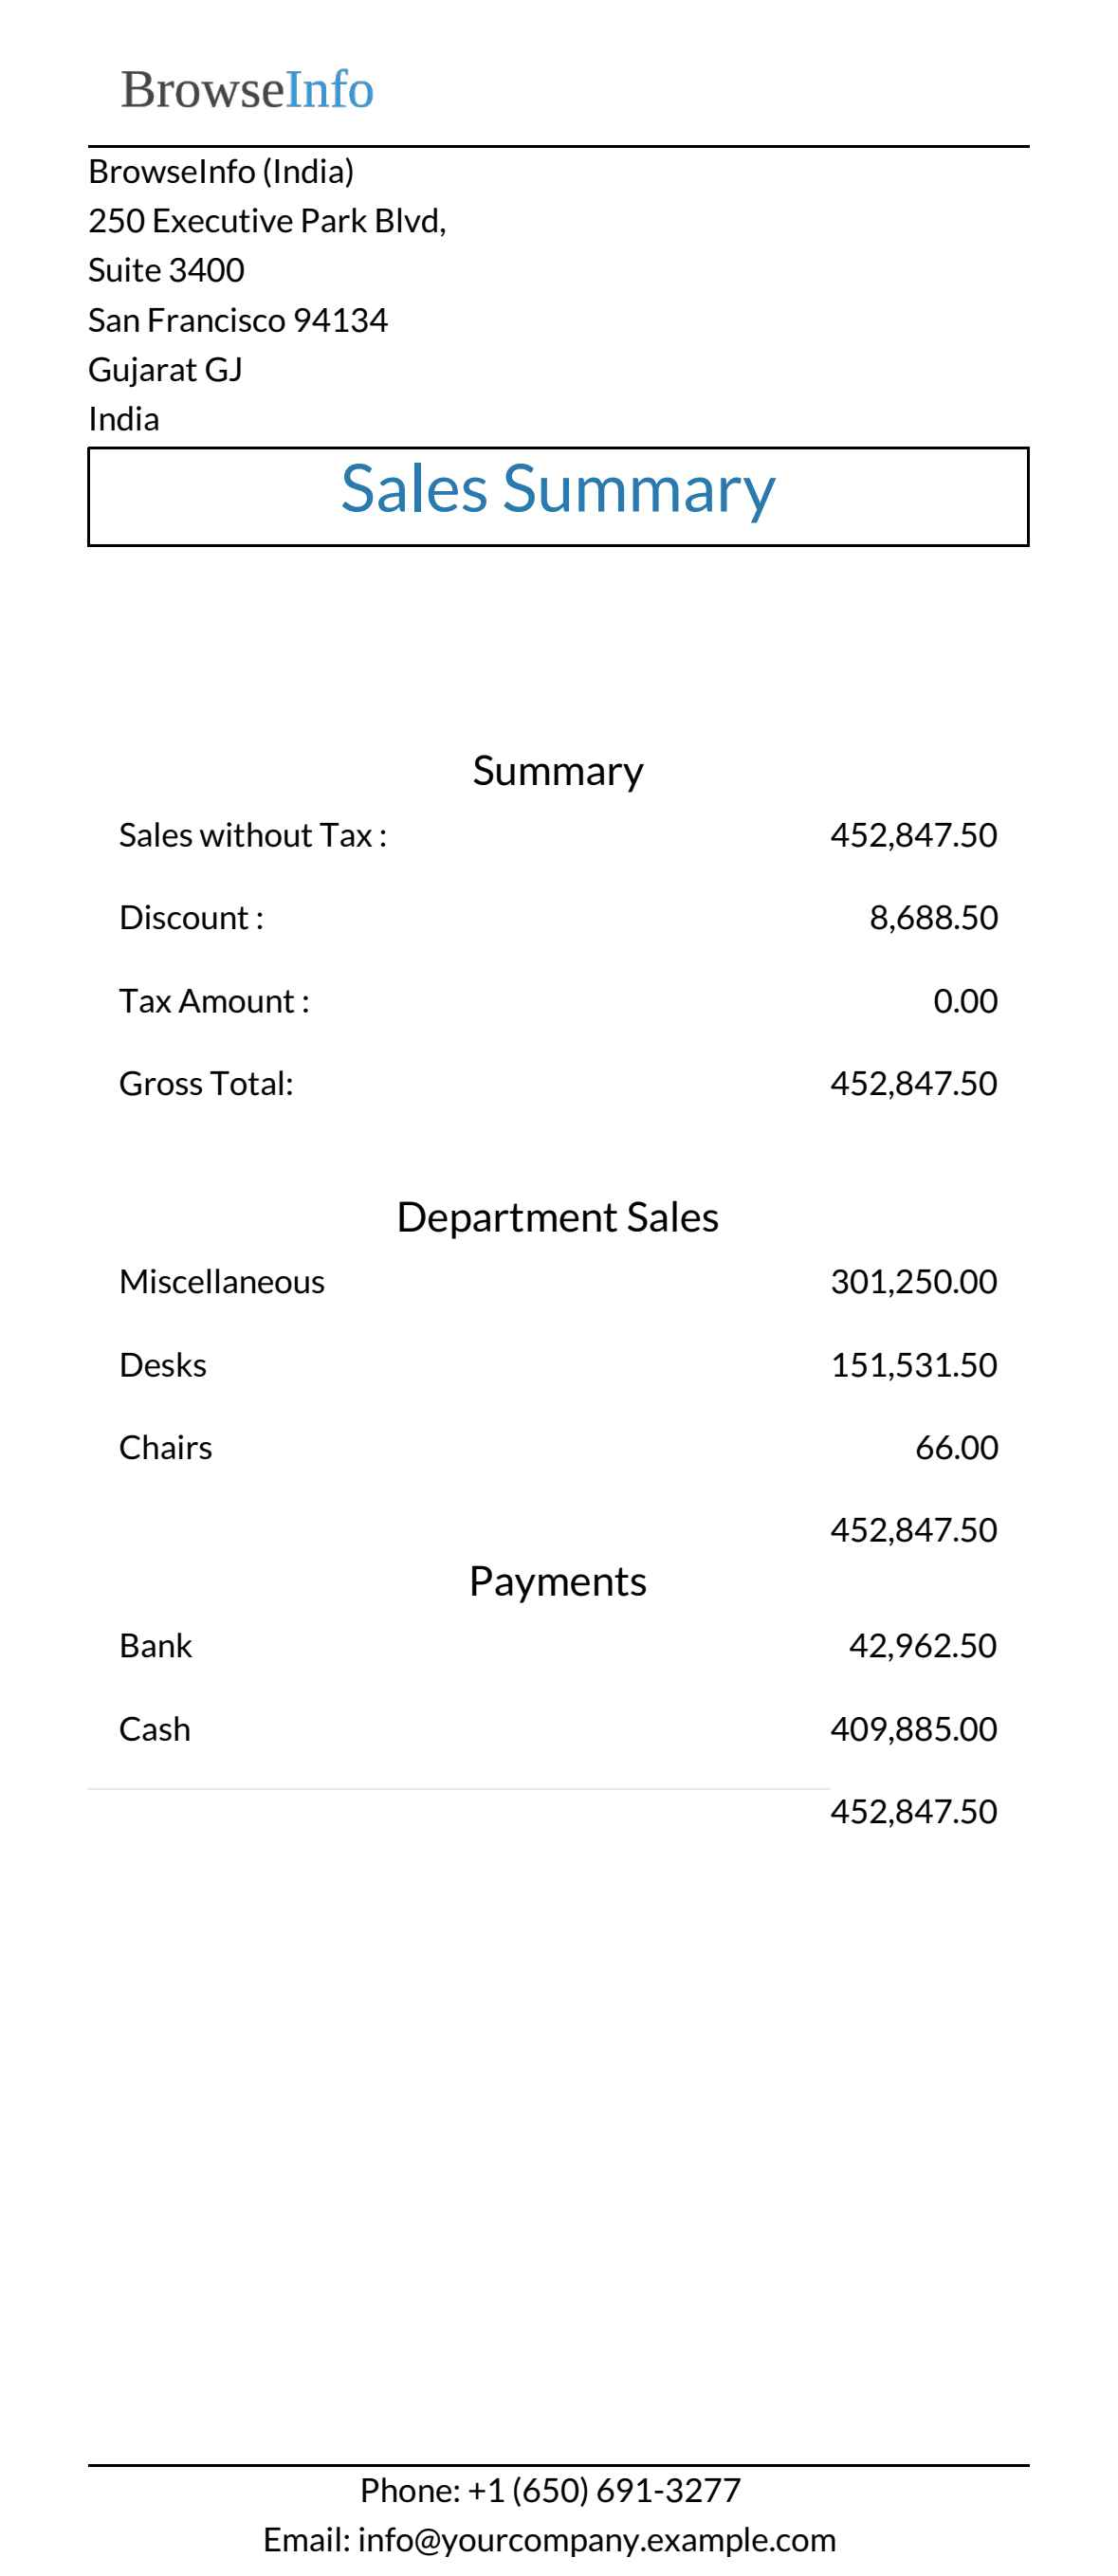 BrowseInfo
BrowseInfo (India)
250 Executive Park Blvd,
Suite 3400
San Francisco 94134
Gujarat GJ
India
Sales Summary
Summary
Sales without Tax : 452,847.50
Discount : 8,688.50
Tax Amount : 0.00
Gross Total: 452,847.50
Department Sales
Miscellaneous 301,250.00
Desks 151,531.50
Chairs 66.00
452,847.50
Payments
Bank 42,962.50
Cash 409,885.00
452,847.50
Phone: +1 (650) 691-3277
Email: info@yourcompany.example.com